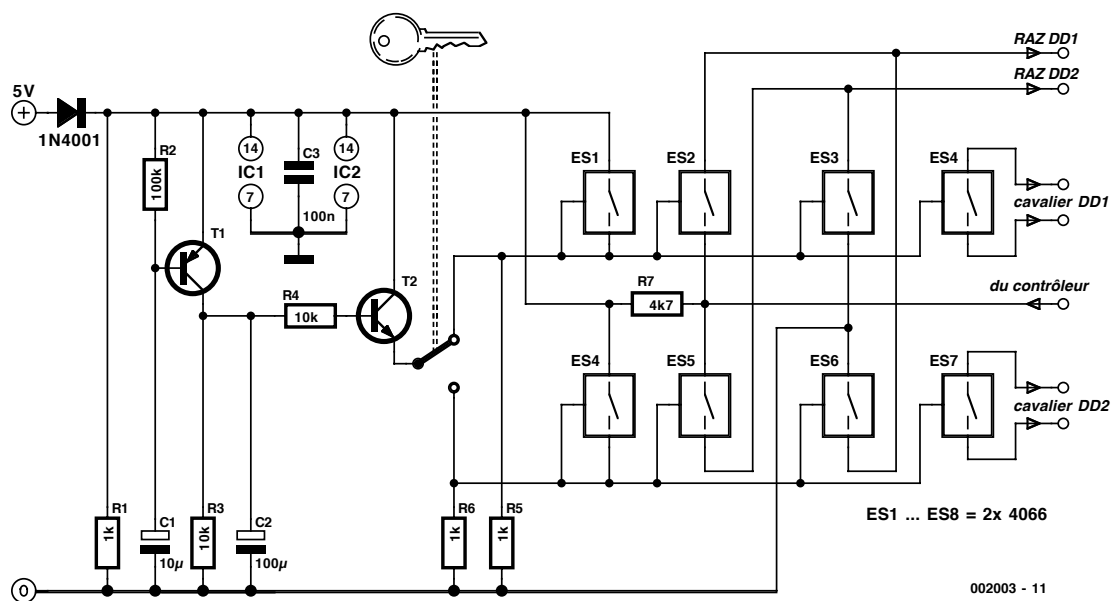 RAZ DD1
RAZ DD2
5V
+
1N4001
R2
100k
14
IC1
7
C3
100n
14
IC2
7
T1
R4
10k
T2
ES1
ES2
ES3
ES4
cavalier DD1
R7
4k7
du contrôleur
ES4
ES5
ES6
ES7
cavalier DD2
R1
1k
C1
10µ
R3
10k
C2
100µ
R6
1k
R5
1k
ES1 ... ES8 = 2x 4066
0
002003 - 11